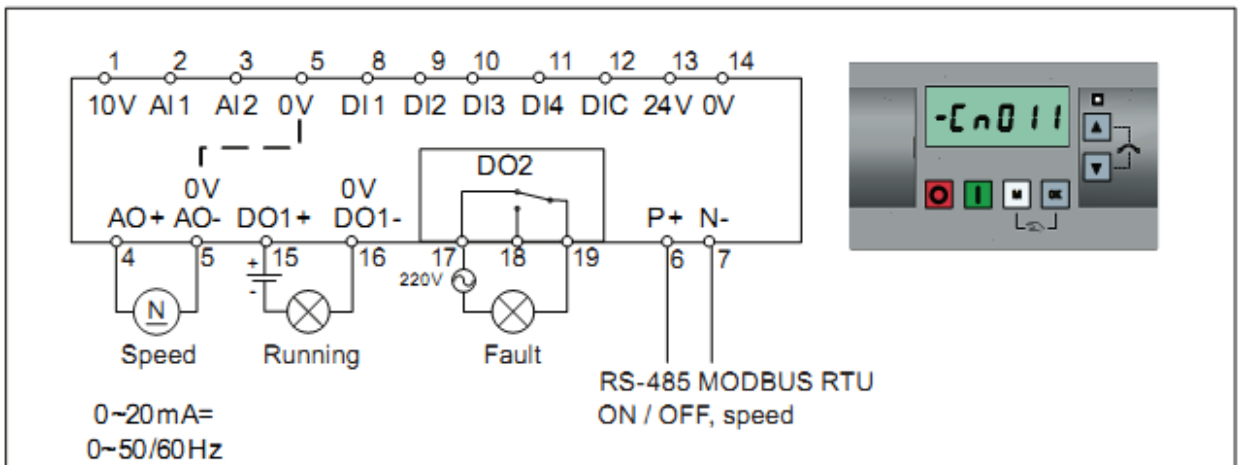 1 2 3 5 8 9 10 11 12 13 14
10V AI1 AI2 0V DI1 DI2 DI3 DI4 DIC 24V 0V
-Cn011
DO2
0V 0V
AO+ AO- DO1+ DO1- P+ N-
4 5 15 16 17 18 19 6 7
+
-
220V
N
Speed Running Fault
M OK
RS-485 MODBUS RTU
ON / OFF, speed
0~20mA=
0~50/60Hz